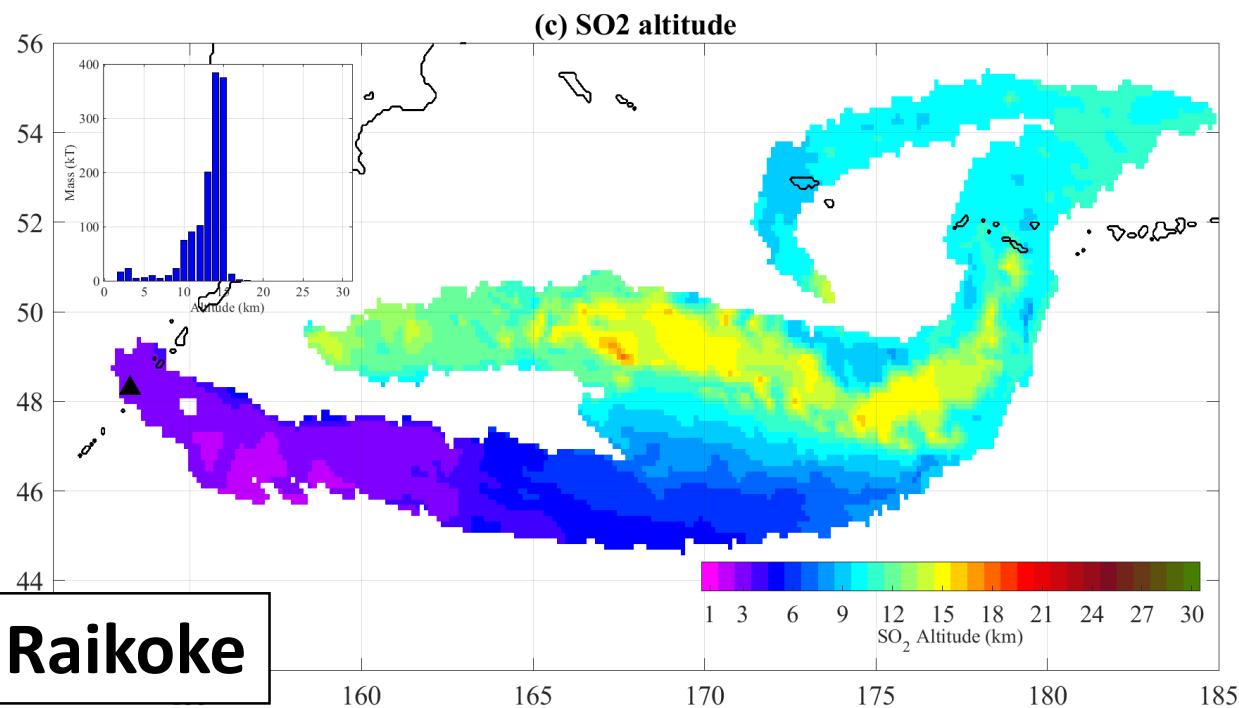 (c) SO2 altitude
56
54
52
50
48
46
44
400
300
200
100
0
Mass (kT)
0 5 10 15 20 25 30
Altitude (km)
1 3 6 9 12 15 18 21 24 27 30
SO2 Altitude (km)
Raikoke
160 165 170 175 180 185